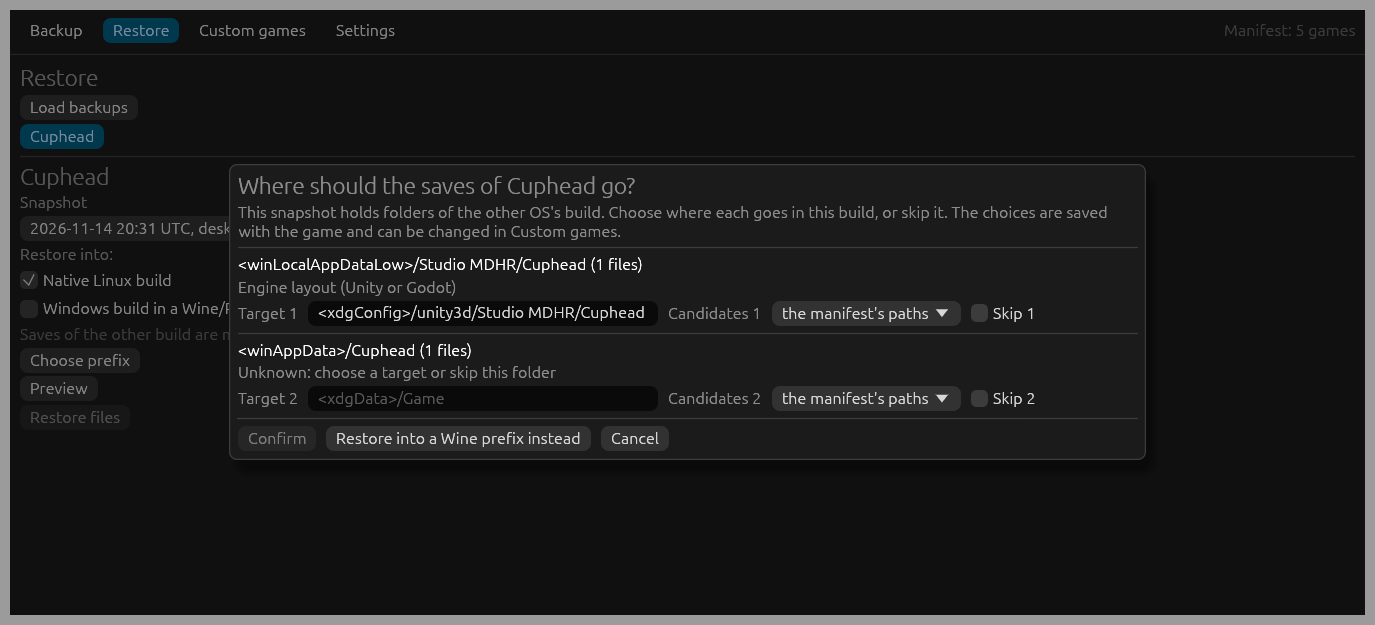 Backup Restore Custom games Settings Manifest: 5 games
Restore
Load backups
Cuphead
Cuphead
Snapshot
2026-11-14 20:31 UTC, desk
Restore into:
Native Linux build
Windows build in a Wine/
Saves of the other build are
Choose prefix
Preview
Restore files
Where should the saves of Cuphead go?
This snapshot holds folders of the other OS's build. Choose where each goes in this build, or skip it. The choices are saved
with the game and can be changed in Custom games.
<winLocalAppDataLow>/Studio MDHR/Cuphead (1 files)
Engine layout (Unity or Godot)
Target 1 <xdgConfig>/unity3d/Studio MDHR/Cuphead Candidates 1 the manifest's paths Skip 1
<winAppData>/Cuphead (1 files)
Unknown: choose a target or skip this folder
Target 2 <xdgData>/Game Candidates 2 the manifest's paths Skip 2
Confirm Restore into a Wine prefix instead Cancel